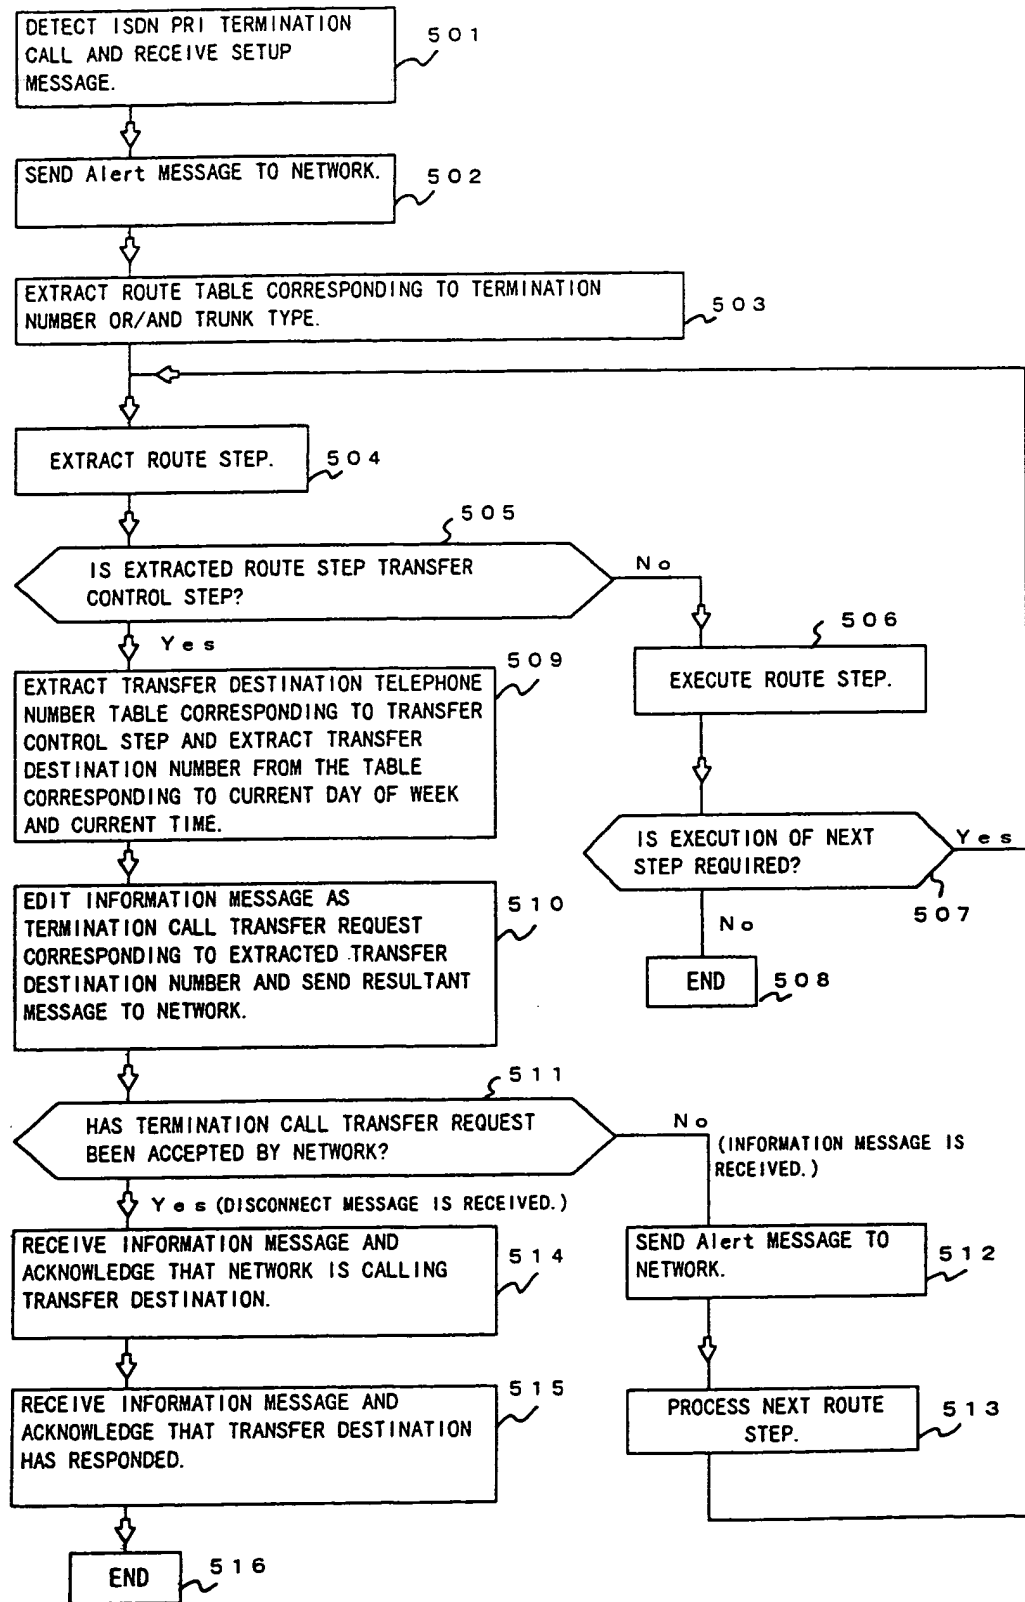 DETECT ISDN PRI TERMINATION
CALL AND RECEIVE SETUP
MESSAGE.
501
SEND Alert MESSAGE TO NETWORK.
502
EXTRACT ROUTE TABLE CORRESPONDING TO TERMINATION
NUMBER OR/AND TRUNK TYPE.
503
EXTRACT ROUTE STEP.
504
505
IS EXTRACTED ROUTE STEP TRANSFER
CONTROL STEP?
No
Yes
506
EXECUTE ROUTE STEP.
509
EXTRACT TRANSFER DESTINATION TELEPHONE
NUMBER TABLE CORRESPONDING TO TRANSFER
CONTROL STEP AND EXTRACT TRANSFER
DESTINATION NUMBER FROM THE TABLE
CORRESPONDING TO CURRENT DAY OF WEEK
AND CURRENT TIME.
IS EXECUTION OF NEXT
STEP REQUIRED?
Yes
507
No
END
508
EDIT INFORMATION MESSAGE AS
TERMINATION CALL TRANSFER REQUEST
CORRESPONDING TO EXTRACTED TRANSFER
DESTINATION NUMBER AND SEND RESULTANT
MESSAGE TO NETWORK.
510
511
HAS TERMINATION CALL TRANSFER REQUEST
BEEN ACCEPTED BY NETWORK?
No
(INFORMATION MESSAGE IS
RECEIVED.)
Yes (DISCONNECT MESSAGE IS RECEIVED.)
RECEIVE INFORMATION MESSAGE AND
ACKNOWLEDGE THAT NETWORK IS CALLING
TRANSFER DESTINATION.
514
SEND Alert MESSAGE TO
NETWORK.
512
RECEIVE INFORMATION MESSAGE AND
ACKNOWLEDGE THAT TRANSFER DESTINATION
HAS RESPONDED.
515
PROCESS NEXT ROUTE
STEP.
513
END
516